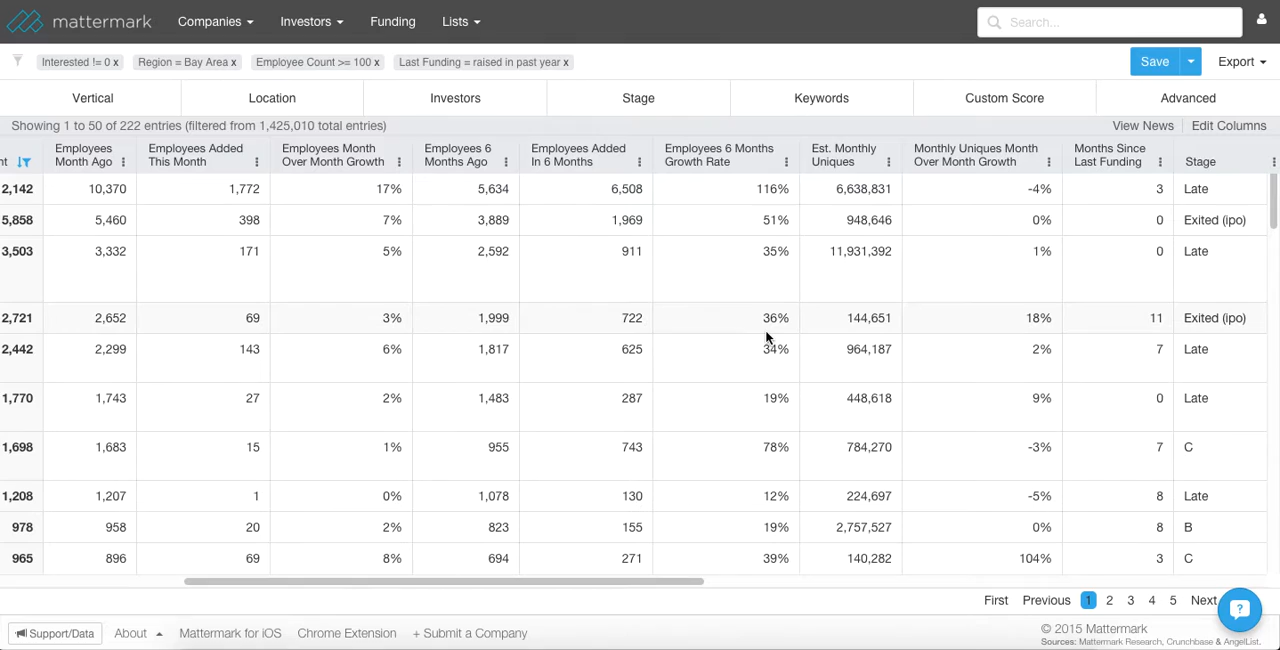 mattermark Companies Investors Funding Lists Search...
Interested != 0 x Region = Bay Area x Employee Count >= 100 x Last Funding = raised in past year x Save Export
Vertical Location Investors Stage Keywords Custom Score Advanced
Showing 1 to 50 of 222 entries (filtered from 1,425,010 total entries) View News Edit Columns
nt Employees Month Ago Employees Added This Month Employees Month Over Month Growth Employees 6 Months Ago Employees Added In 6 Months Employees 6 Months Growth Rate Est. Monthly Uniques Monthly Uniques Month Over Month Growth Months Since Last Funding Stage
2,142 10,370 1,772 17% 5,634 6,508 116% 6,638,831 -4% 3 Late
5,858 5,460 398 7% 3,889 1,969 51% 948,646 0% 0 Exited (ipo)
3,503 3,332 171 5% 2,592 911 35% 11,931,392 1% 0 Late
2,721 2,652 69 3% 1,999 722 36% 144,651 18% 11 Exited (ipo)
2,442 2,299 143 6% 1,817 625 34% 964,187 2% 7 Late
1,770 1,743 27 2% 1,483 287 19% 448,618 9% 0 Late
1,698 1,683 15 1% 955 743 78% 784,270 -3% 7 C
1,208 1,207 1 0% 1,078 130 12% 224,697 -5% 8 Late
978 958 20 2% 823 155 19% 2,757,527 0% 8 B
965 896 69 8% 694 271 39% 140,282 104% 3 C
First Previous 1 2 3 4 5 Next
Support/Data About Mattermark for iOS Chrome Extension + Submit a Company © 2015 Mattermark
Sources: Mattermark Research, Crunchbase & AngelList.